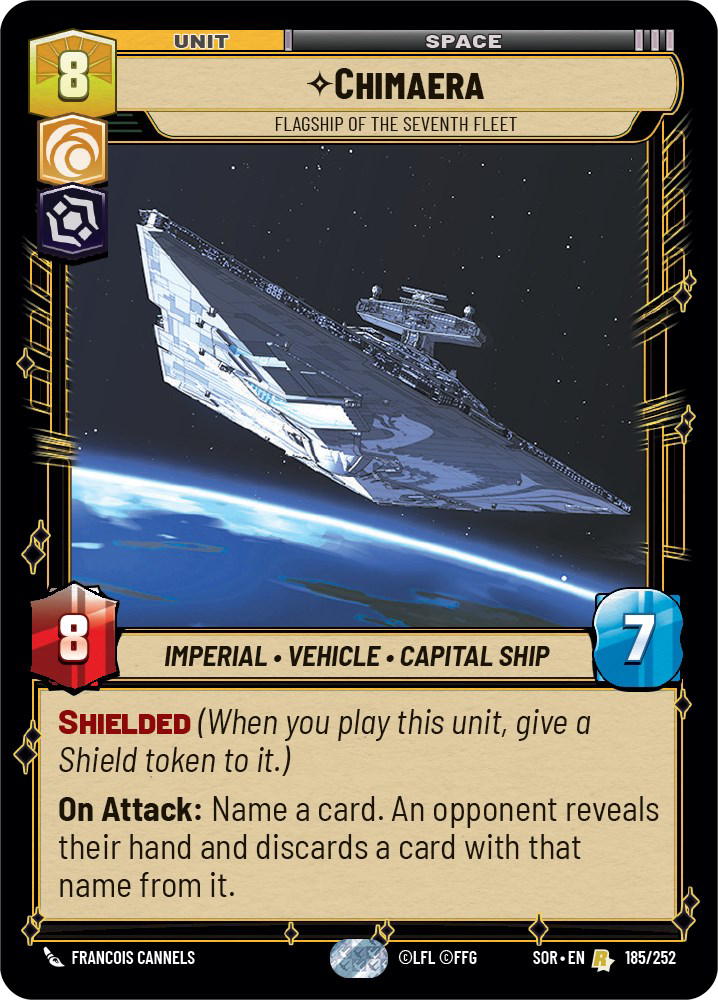 UNIT
SPACE
8
CHIMAERA
FLAGSHIP OF THE SEVENTH FLEET
8
IMPERIAL • VEHICLE • CAPITAL SHIP
7
SHIELDED (When you play this unit, give a
Shield token to it.)
On Attack: Name a card. An opponent reveals
their hand and discards a card with that
name from it.
FRANCOIS CANNELS
©LFL ©FFG
SOR • EN R 185/252